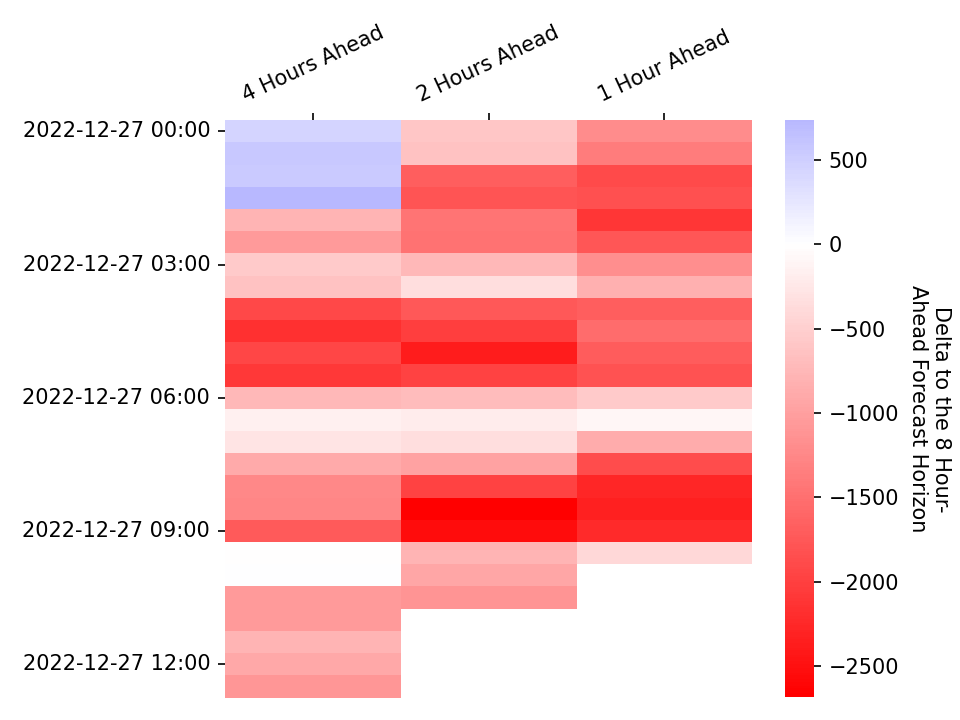 4 Hours Ahead
2 Hours Ahead
1 Hour Ahead
2022-12-27 00:00
2022-12-27 03:00
2022-12-27 06:00
2022-12-27 09:00
2022-12-27 12:00
500
0
−500
−1000
−1500
−2000
−2500
Delta to the 8 Hour-
Ahead Forecast Horizon